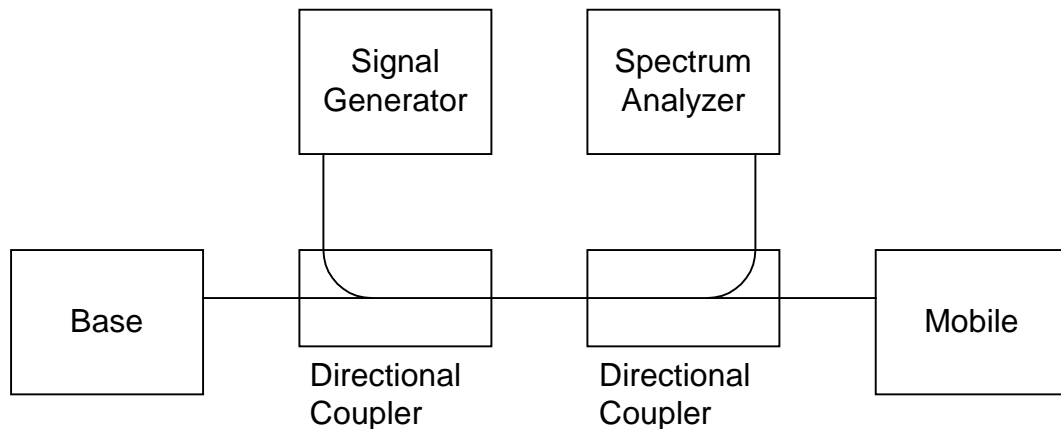 Signal
Generator
Spectrum
Analyzer
Base
Mobile
Directional
Coupler
Directional
Coupler